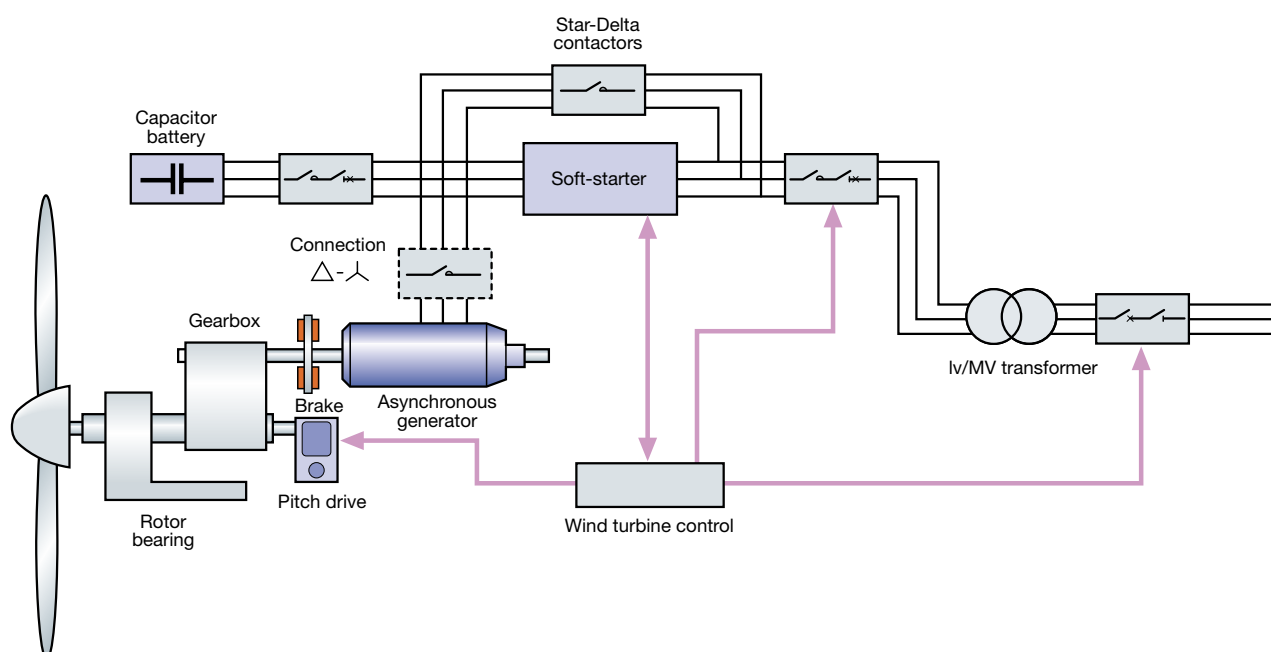 Star-Delta
contactors
Capacitor
battery
Soft-starter
Connection
Gearbox
lv/MV transformer
Brake
Asynchronous
generator
Pitch drive
Wind turbine control
Rotor
bearing